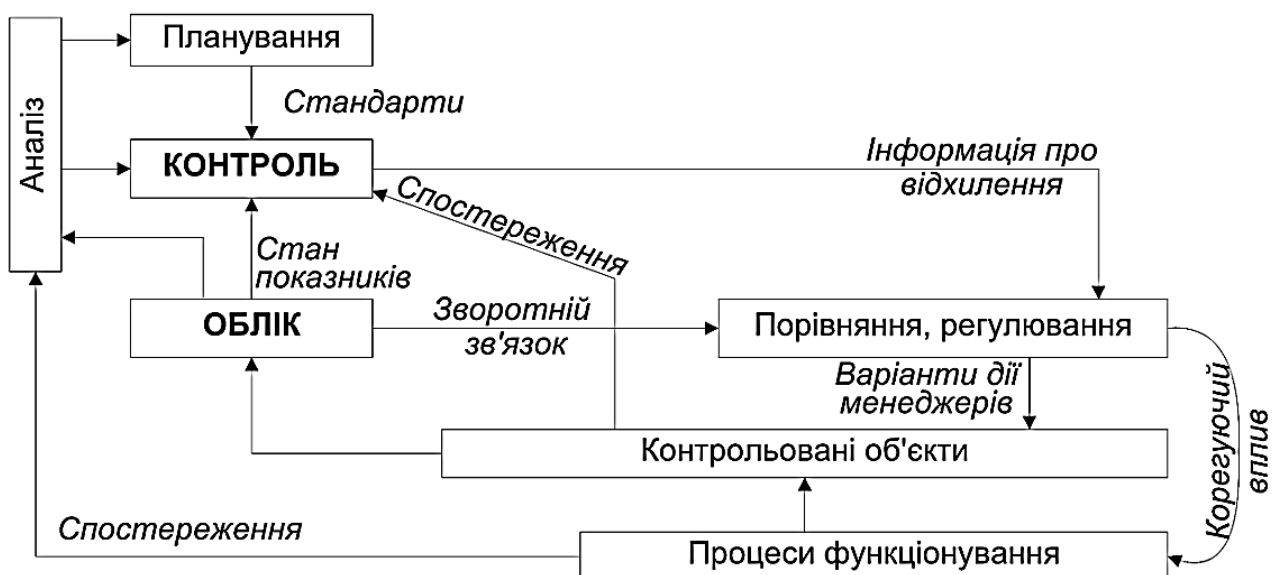 Планування
Стандарти
Аналіз
КОНТРОЛЬ
Інформація про
відхилення
Спостереження
Стан
показників
ОБЛІК
Зворотній
зв'язок
Порівняння, регулювання
Варіанти дії
менеджерів
Корегуючий
вплив
Контрольовані об'єкти
Спостереження
Процеси функціонування